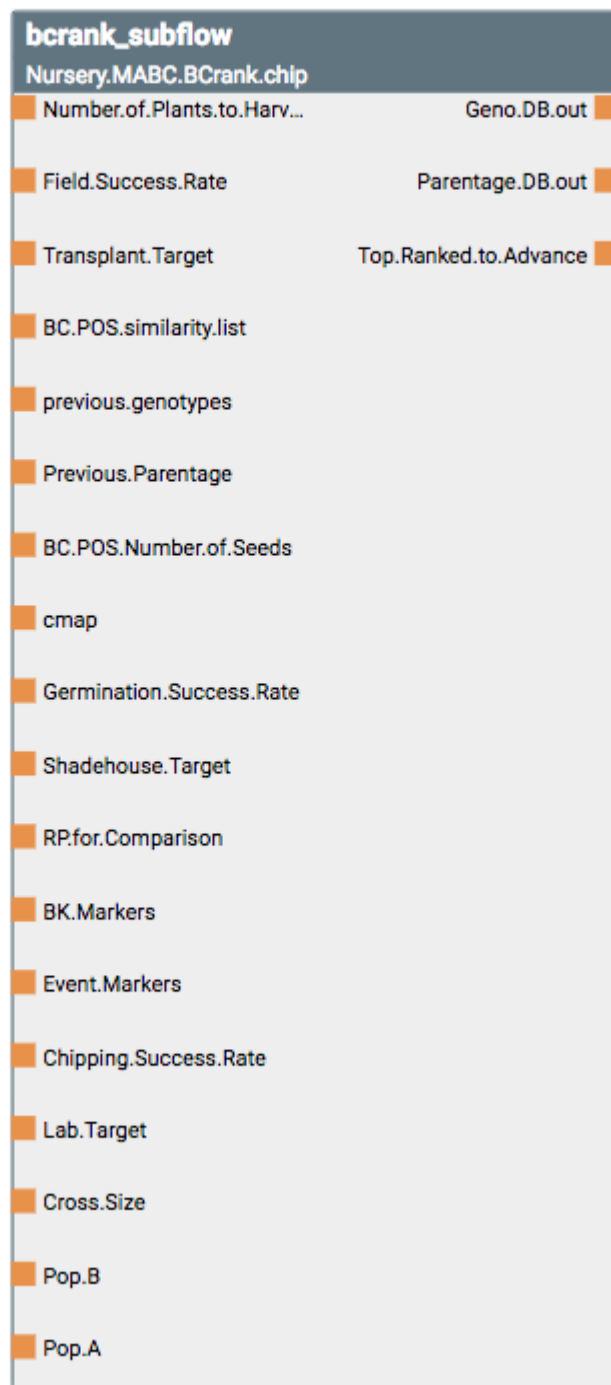 bcrank_subflow
Nursery.MABC.BCrank.chip
Number.of.Plants.to.Harv... Geno.DB.out
Field.Success.Rate Parentage.DB.out
Transplant.Target Top.Ranked.to.Advance
BC.POS.similarity.list
previous.genotypes
Previous.Parentage
BC.POS.Number.of.Seeds
cmap
Germination.Success.Rate
Shadehouse.Target
RP.for.Comparison
BK.Markers
Event.Markers
Chipping.Success.Rate
Lab.Target
Cross.Size
Pop.B
Pop.A